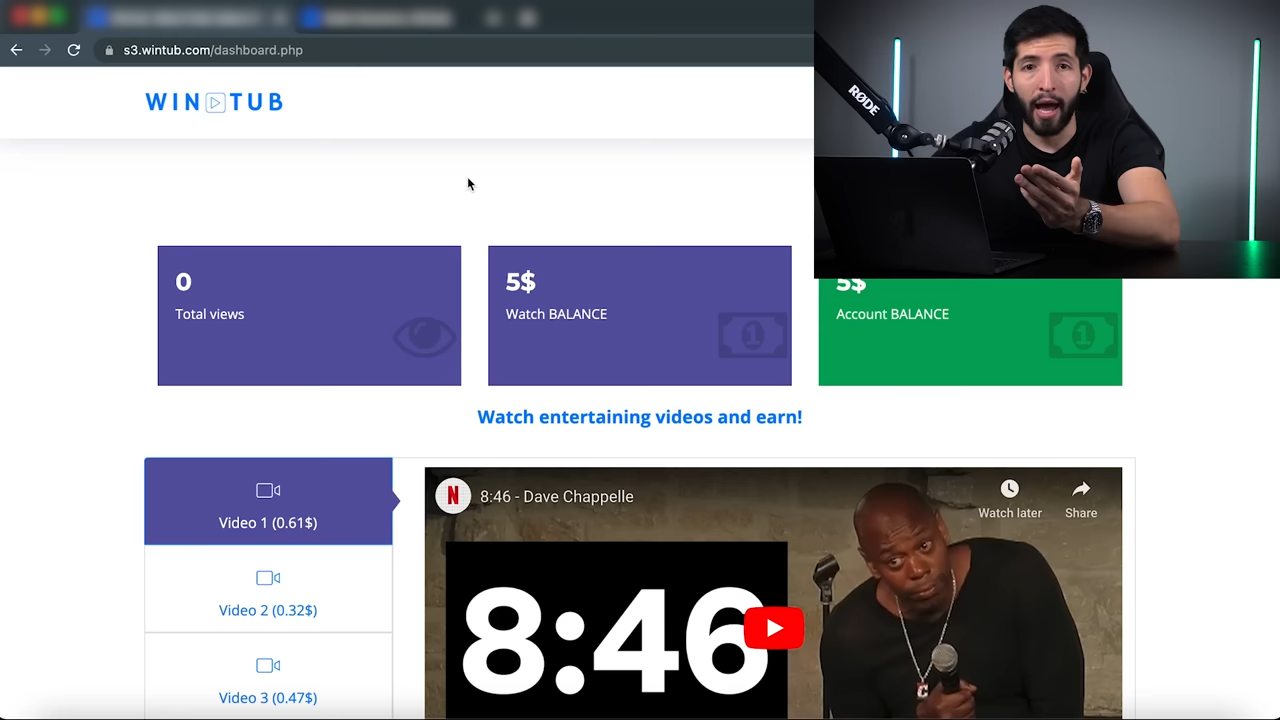 s3.wintub.com/dashboard.php
WIN TUB
RØDE
0
Total views
5$
Watch BALANCE
5$
Account BALANCE
Watch entertaining videos and earn!
Video 1 (0.61$)
Video 2 (0.32$)
Video 3 (0.47$)
N
8:46 - Dave Chappelle
Watch later
Share
8:46